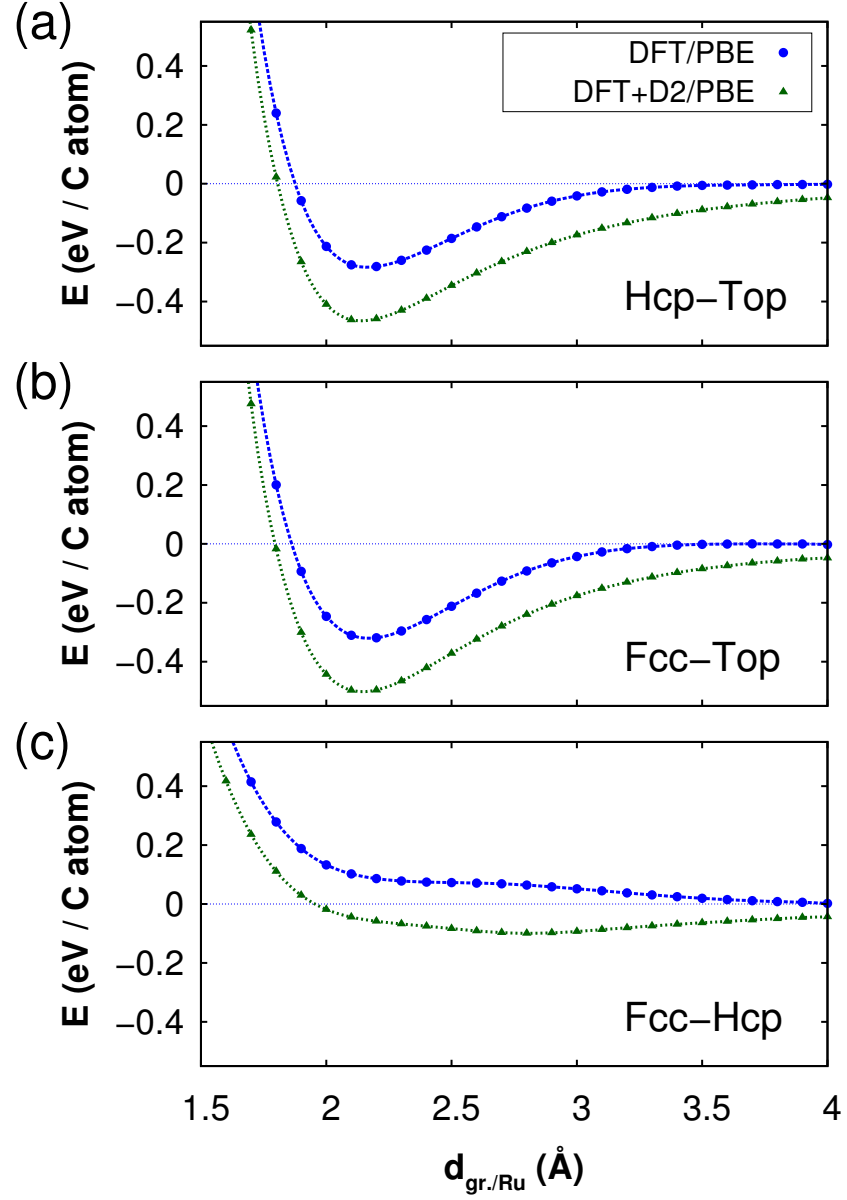 (a)
E (eV / C atom)
0.4
0.2
0
−0.2
−0.4
DFT/PBE
DFT+D2/PBE
Hcp−Top
(b)
E (eV / C atom)
0.4
0.2
0
−0.2
−0.4
Fcc−Top
(c)
E (eV / C atom)
0.4
0.2
0
−0.2
−0.4
Fcc−Hcp
1.5 2 2.5 3 3.5 4
d gr./Ru (Å)